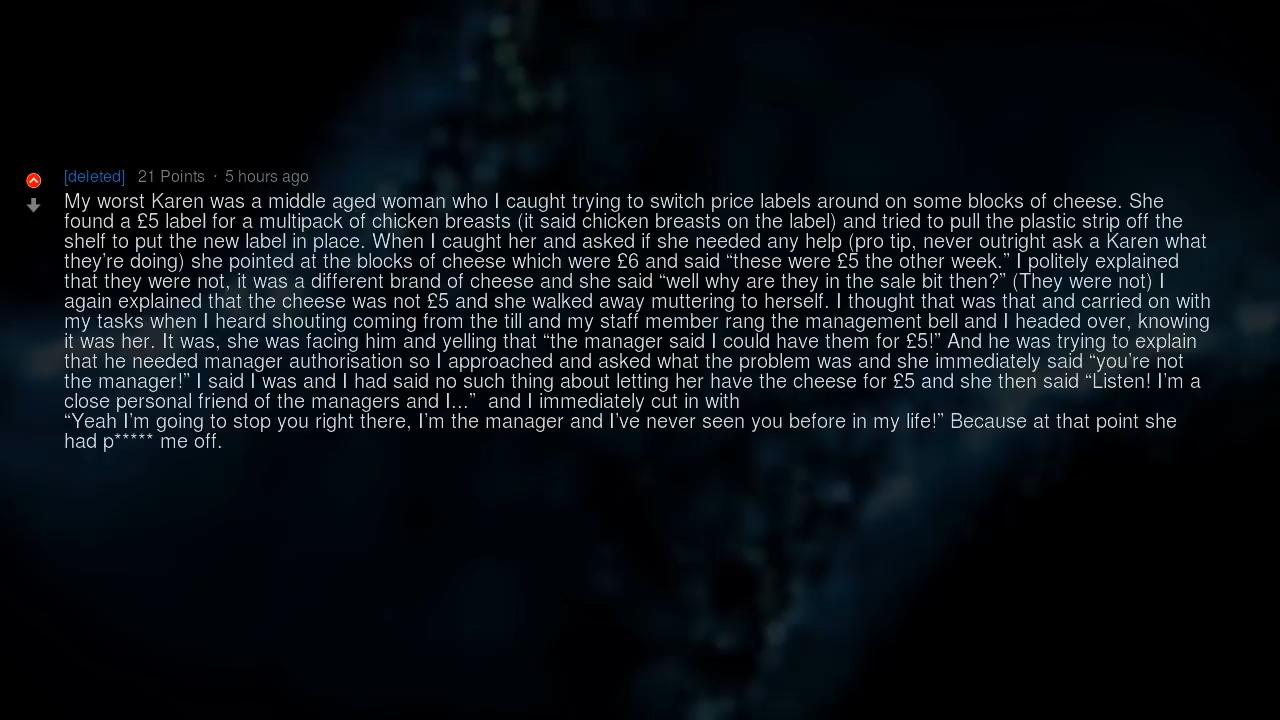 [deleted] 21 Points · 5 hours ago
My worst Karen was a middle aged woman who I caught trying to switch price labels around on some blocks of cheese. She
found a £5 label for a multipack of chicken breasts (it said chicken breasts on the label) and tried to pull the plastic strip off the
shelf to put the new label in place. When I caught her and asked if she needed any help (pro tip, never outright ask a Karen what
they’re doing) she pointed at the blocks of cheese which were £6 and said “these were £5 the other week.” I politely explained
that they were not, it was a different brand of cheese and she said “well why are they in the sale bit then?” (They were not) I
again explained that the cheese was not £5 and she walked away muttering to herself. I thought that was that and carried on with
my tasks when I heard shouting coming from the till and my staff member rang the management bell and I headed over, knowing
it was her. It was, she was facing him and yelling that “the manager said I could have them for £5!” And he was trying to explain
that he needed manager authorisation so I approached and asked what the problem was and she immediately said “you’re not
the manager!” I said I was and I had said no such thing about letting her have the cheese for £5 and she then said “Listen! I’m a
close personal friend of the managers and I...”  and I immediately cut in with
“Yeah I’m going to stop you right there, I’m the manager and I’ve never seen you before in my life!” Because at that point she
had p***** me off.